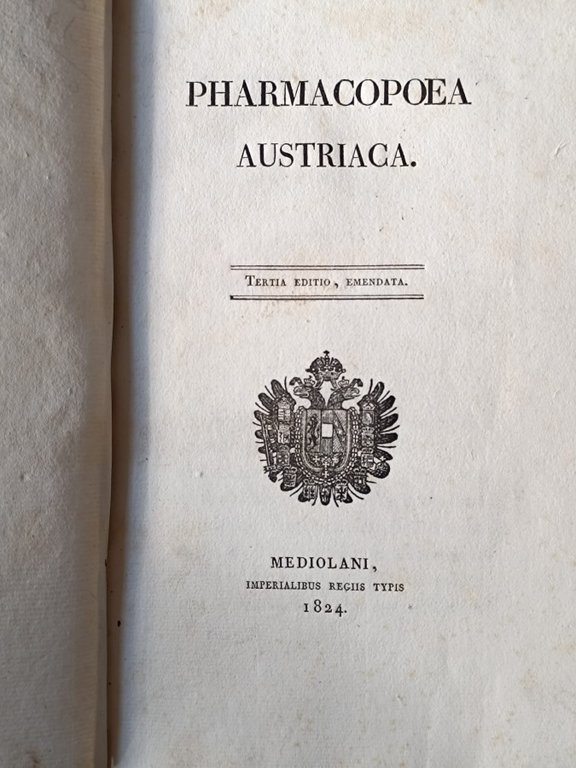 PHARMACOPOEA
AUSTRIACA.
TERTIA EDITIO, EMENDATA.
MEDIOLANI,
IMPERIALIBUS REGIIS TYPIS
1824.